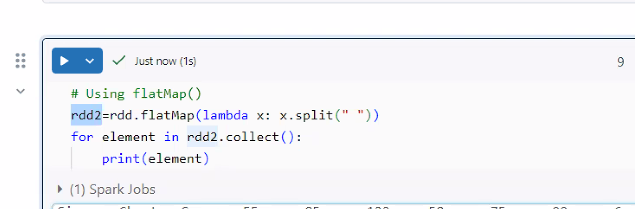 Just now (1s)
9
# Using flatMap()
rdd2=rdd.flatMap(lambda x: x.split(" "))
for element in rdd2.collect():
    print(element)
(1) Spark Jobs